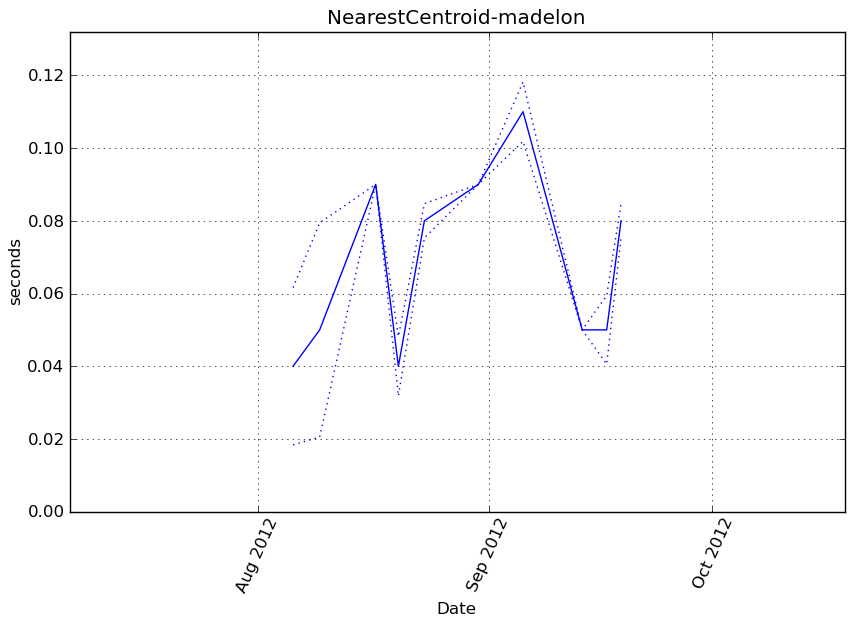 NearestCentroid-madelon
0.12
0.10
0.08
0.06
0.04
0.02
0.00
seconds
Aug 2012
Sep 2012
Oct 2012
Date